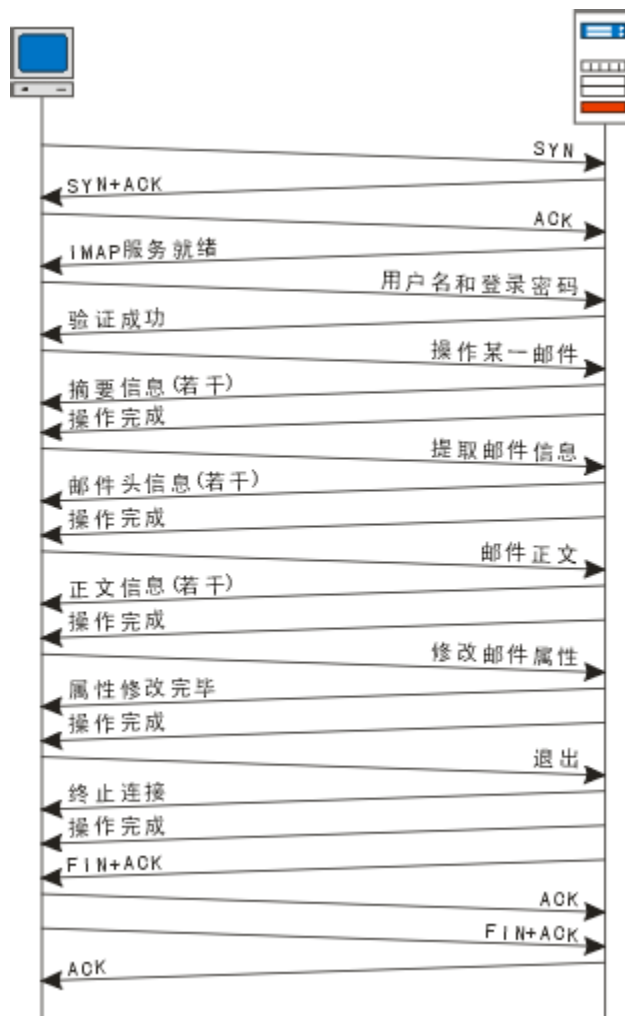 SYN
SYN+ACK
ACK
IMAP服务就绪
用户名和登录密码
验证成功
操作某一邮件
摘要信息(若干)
操作完成
提取邮件信息
邮件头信息(若干)
操作完成
邮件正文
正文信息(若干)
操作完成
修改邮件属性
属性修改完毕
操作完成
退出
终止连接
操作完成
FIN+ACK
ACK
FIN+ACK
ACK